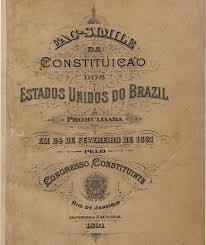 FAC-SIMILE
DA
CONSTITUIÇÃO
DOS
ESTADOS UNIDOS DO BRAZIL
PROMULGADA
EM 24 DE FEVEREIRO DE 1891
PELO
CONGRESSO CONSTITUINTE
RIO DE JANEIRO
IMPRENSA NACIONAL
1891